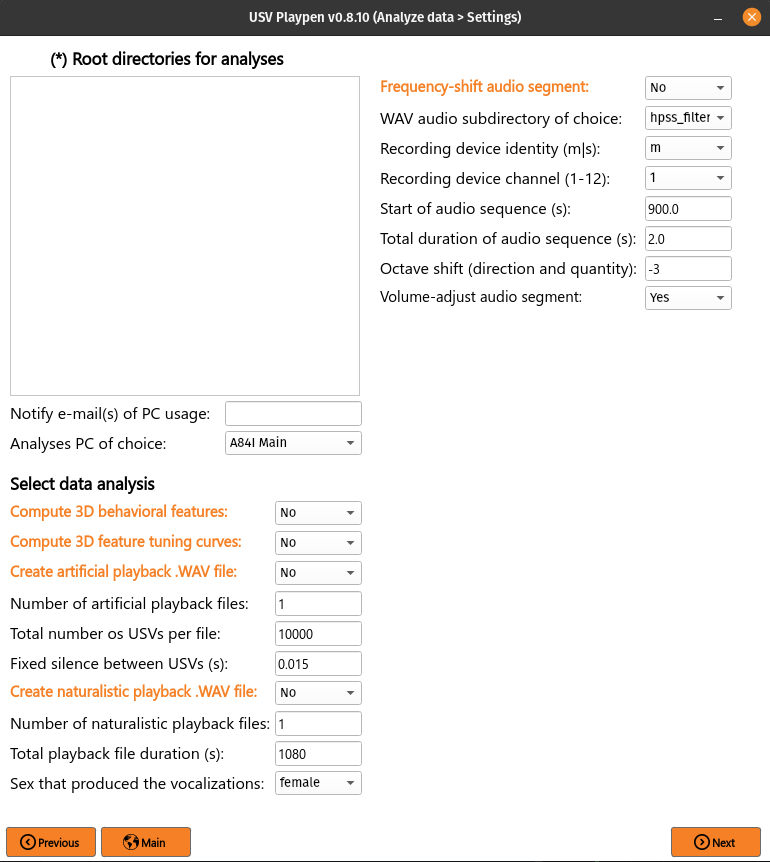 USV Playpen v0.8.10 (Analyze data > Settings)
(*) Root directories for analyses
Notify e-mail(s) of PC usage:
Analyses PC of choice: A84I Main
Select data analysis
Compute 3D behavioral features: No
Compute 3D feature tuning curves: No
Create artificial playback .WAV file: No
Number of artificial playback files: 1
Total number os USVs per file: 10000
Fixed silence between USVs (s): 0.015
Create naturalistic playback .WAV file: No
Number of naturalistic playback files: 1
Total playback file duration (s): 1080
Sex that produced the vocalizations: female
Frequency-shift audio segment: No
WAV audio subdirectory of choice: hpss_filter
Recording device identity (m|s): m
Recording device channel (1-12): 1
Start of audio sequence (s): 900.0
Total duration of audio sequence (s): 2.0
Octave shift (direction and quantity): -3
Volume-adjust audio segment: Yes
Previous Main Next